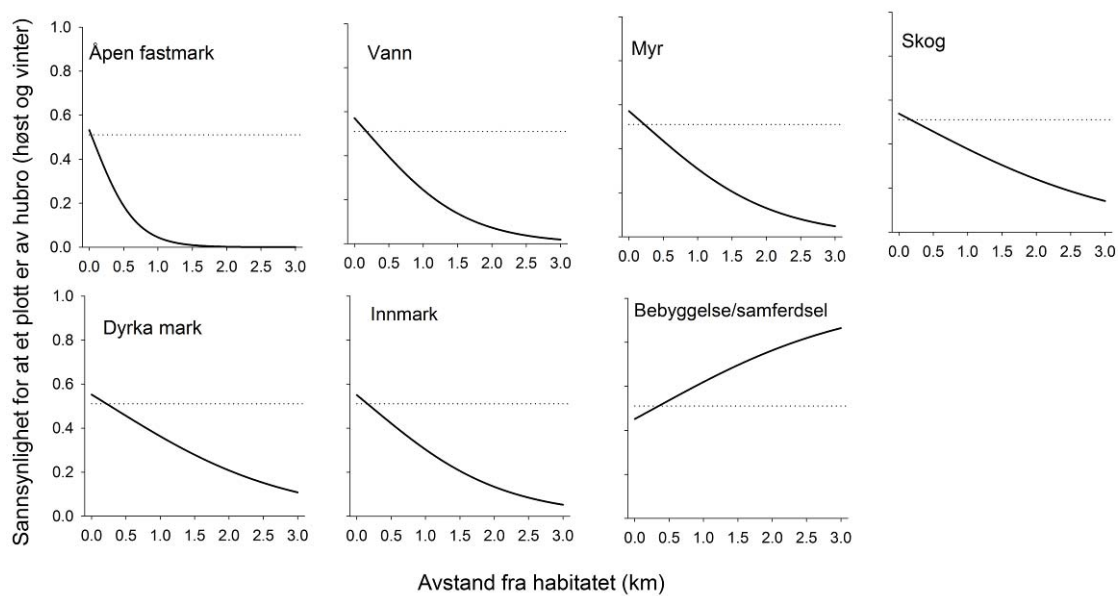 Sannsynlighet for at et plott er av hubro (høst og vinter)
1.0
0.8
0.6
0.4
0.2
0.0
Åpen fastmark
0.0 0.5 1.0 1.5 2.0 2.5 3.0
Vann
0.0 0.5 1.0 1.5 2.0 2.5 3.0
Myr
0.0 0.5 1.0 1.5 2.0 2.5 3.0
Skog
0.0 0.5 1.0 1.5 2.0 2.5 3.0
1.0
0.8
0.6
0.4
0.2
0.0
Dyrka mark
0.0 0.5 1.0 1.5 2.0 2.5 3.0
Innmark
0.0 0.5 1.0 1.5 2.0 2.5 3.0
Bebyggelse/samferdsel
0.0 0.5 1.0 1.5 2.0 2.5 3.0
Avstand fra habitatet (km)